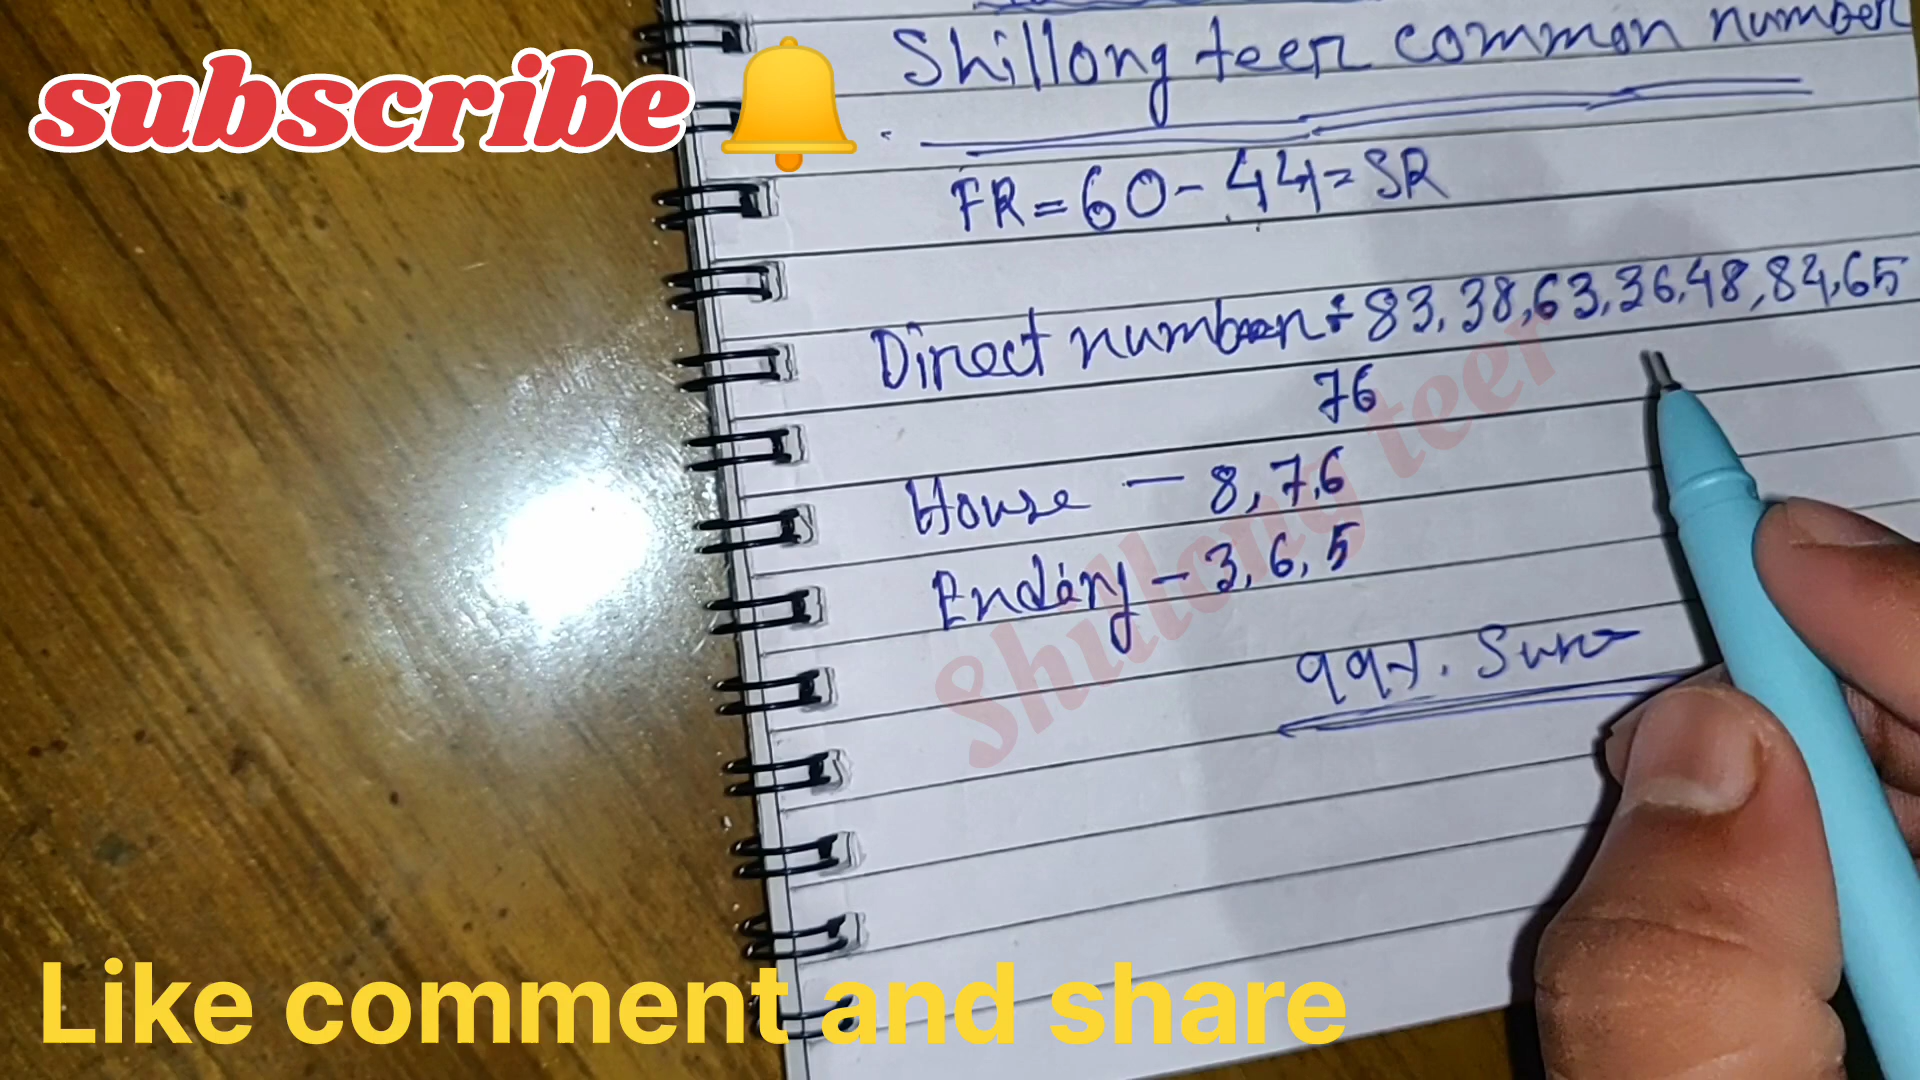 subscribe
Shillong teer common number
FR = 60 - 44 = SR
Direct number : 83, 38, 63, 36, 48, 84, 65
76
House - 8, 7, 6
Ending - 3, 6, 5
99%. Sure
Shillong teer
Like comment and share